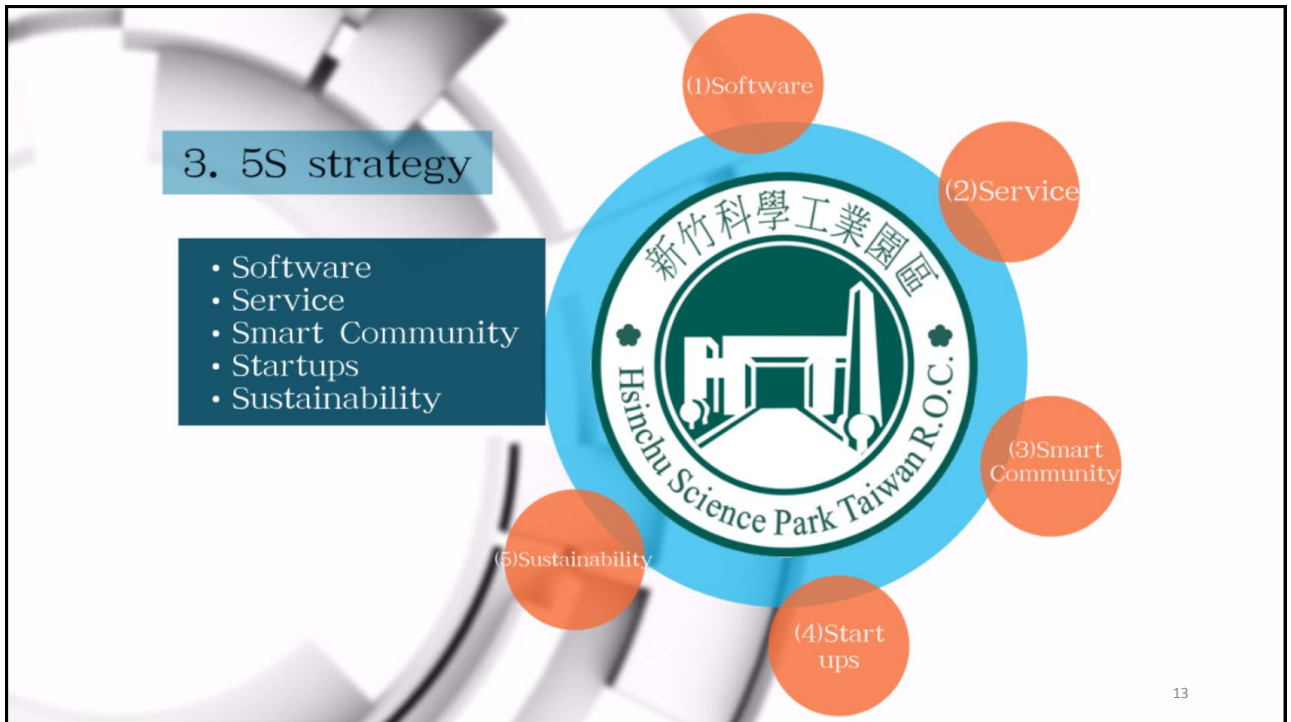 3. 5S strategy
• Software
• Service
• Smart Community
• Startups
• Sustainability
(1)Software
(2)Service
(3)Smart
Community
(4)Start
ups
(5)Sustainability
新竹科學工業園區
Hsinchu Science Park Taiwan R.O.C.
13